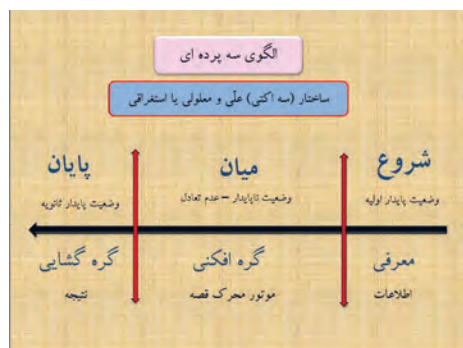 الگوی سه پرده ای
ساختار (سه اکتی) علّی و معلولی یا استغراقی
شروع
میان
پایان
وضعیت پایدار اولیه
وضعیت ناپایدار – عدم تعادل
وضعیت پایدار ثانویه
معرفی
گره افکنی
گره گشایی
اطلاعات
موتور محرک قصه
نتیجه